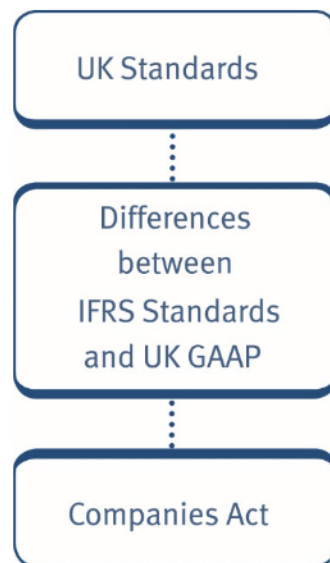 UK Standards
Differences
between
IFRS Standards
and UK GAAP
Companies Act